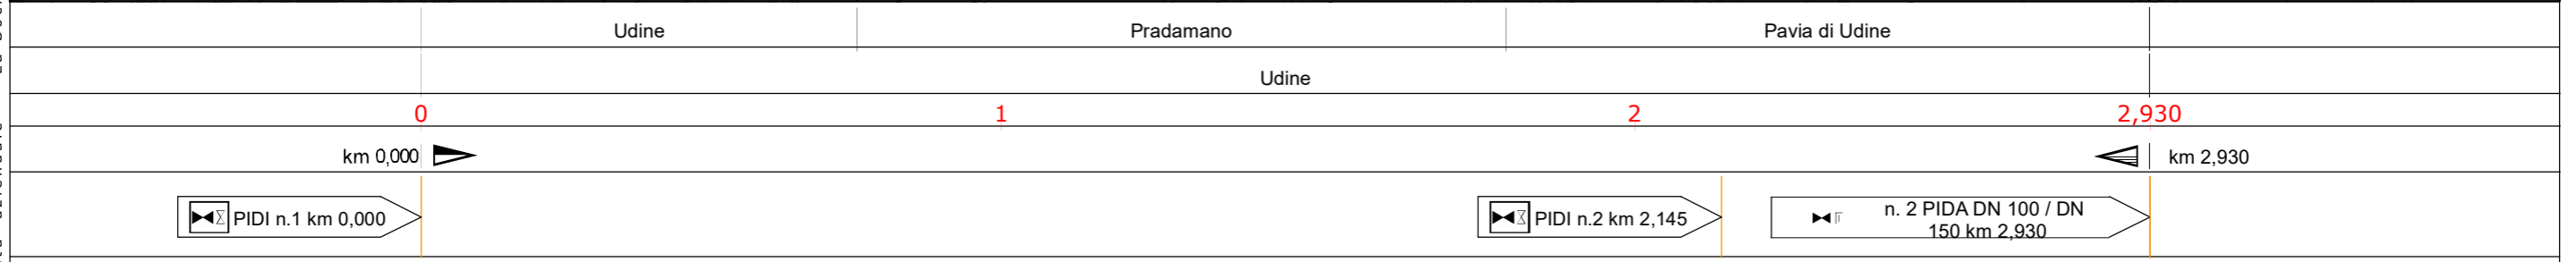 Udine Pradamano Pavia di Udine
Udine
0 1 2 2,930
km 0,000 km 2,930
PIDI n.1 km 0,000 PIDI n.2 km 2,145 n. 2 PIDA DN 100 / DN
150 km 2,930